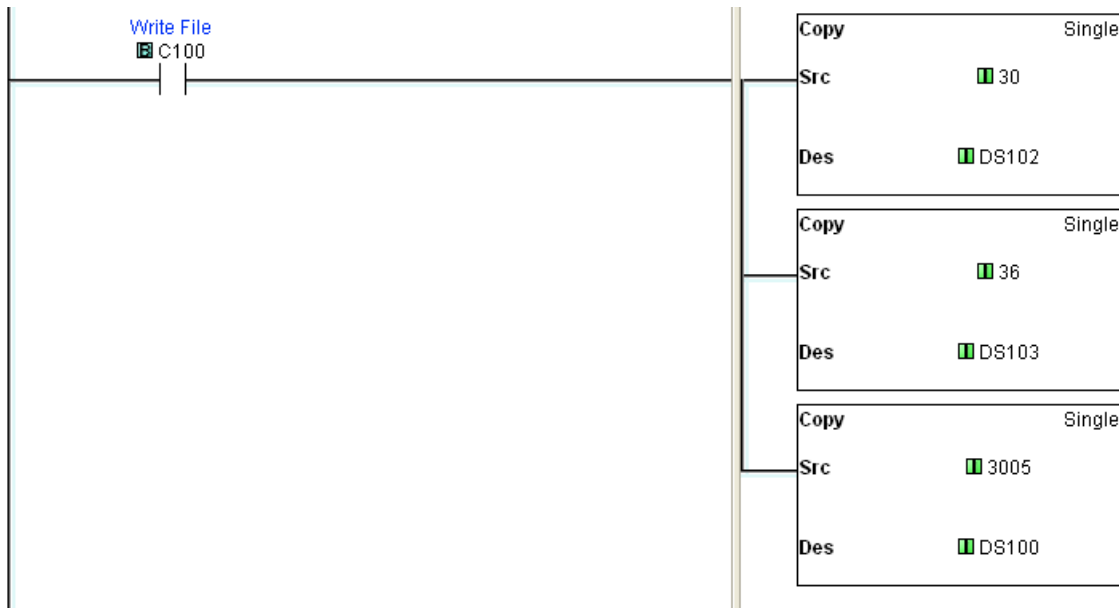 Write File
B C100
Copy Single
Src 30
Des DS102
Copy Single
Src 36
Des DS103
Copy Single
Src 3005
Des DS100